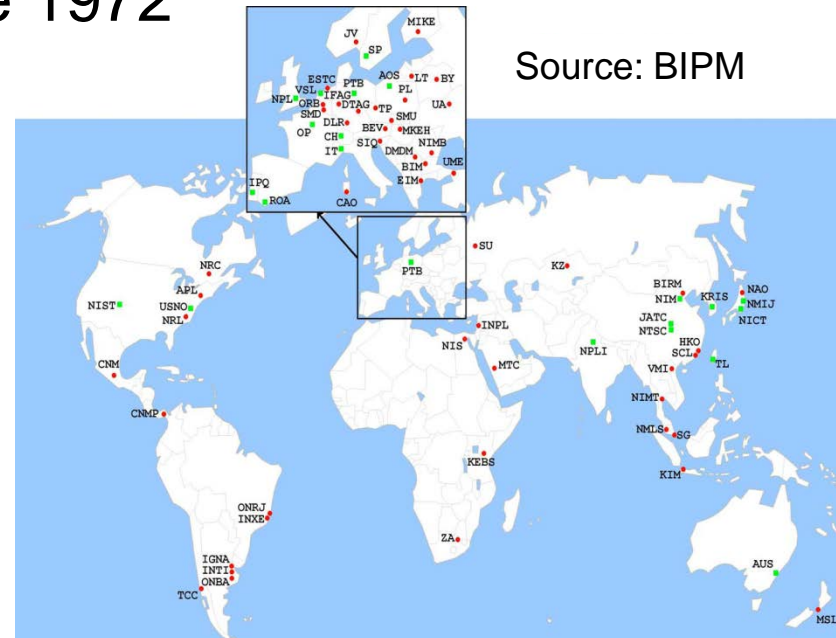 e 1972
Source: BIPM
MIKE
JV
SP
ESTC
PTB
AOS
LT
BY
VSL
IFAG
PL
NPL
ORB
DTAG
TP
UA
SMD
SMU
DLR
BEV
MKEH
OP
CH
SIQ
NIMB
IT
DMDM
UME
BIM
IPQ
EIM
ROA
CAO
SU
NRC
PTB
KZ
APL
BIRM
NAO
NIST
USNO
NIM
KRIS
NMIJ
NRL
JATC
NICT
INPL
NTSC
NIS
NPLI
HKO
CNM
MTC
SCL
TL
VMI
NIMT
CNMP
NMLS
SG
KEBS
KIM
ONRJ
INXE
ZA
IGNA
AUS
INTI
ONBA
TCC
MSL